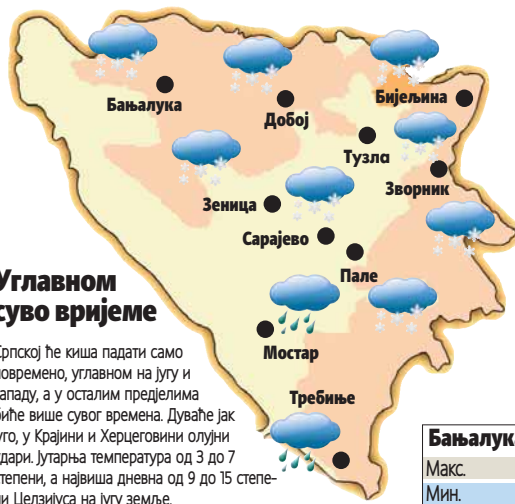 Бањалука
Добој
Бијељина
Тузла
Зворник
Зеница
Сарајево
Пале
Мостар
Требиње
Углавном
суво вријеме
Српској ће киша падати само
повремено, углавном на југу и
западу, а у осталим предјелима
биће више сувог времена. Дуваће јак
југо, у Крајини и Херцеговини олујни
удари. Јутарња температура од 3 до 7
степени, а највиша дневна од 9 до 15 степе-
ни Целзијуса на југу земље.
Бањалука
Макс.
Мин.